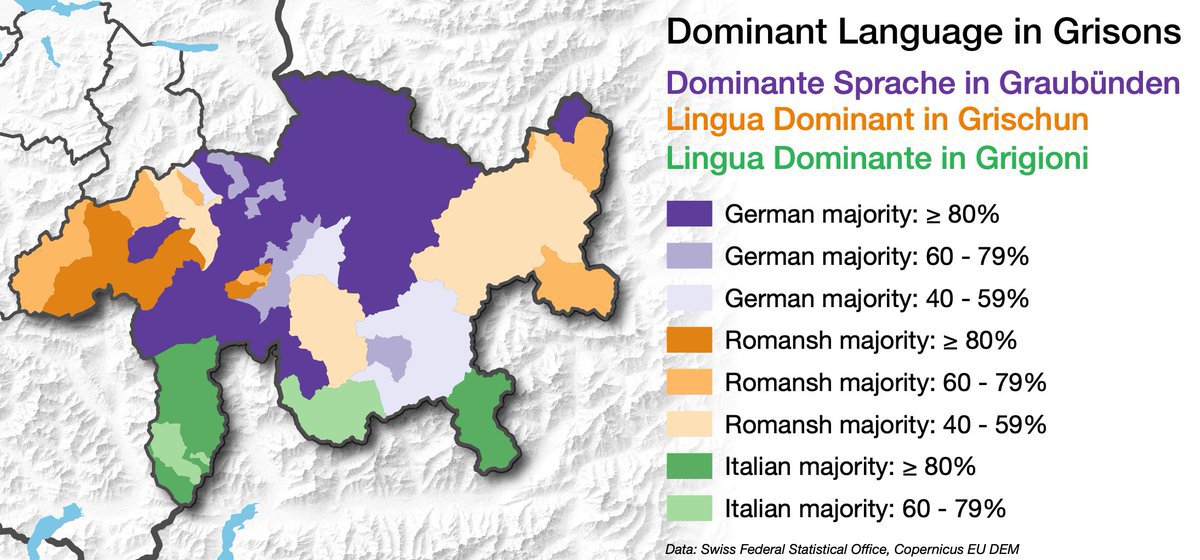 Dominant Language in Grisons
Dominante Sprache in Graubünden
Lingua Dominant in Grischun
Lingua Dominante in Grigioni
German majority: ≥ 80%
German majority: 60 - 79%
German majority: 40 - 59%
Romansh majority: ≥ 80%
Romansh majority: 60 - 79%
Romansh majority: 40 - 59%
Italian majority: ≥ 80%
Italian majority: 60 - 79%
Data: Swiss Federal Statistical Office, Copernicus EU DEM